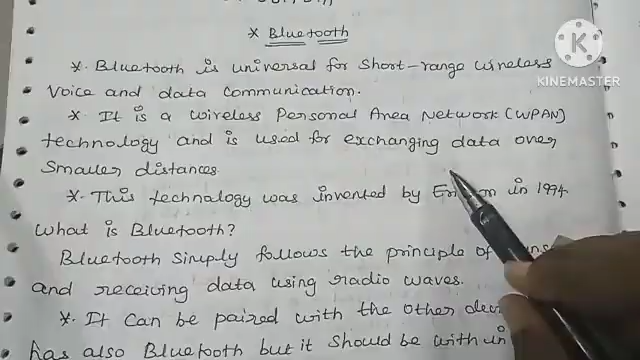 * Bluetooth
* Bluetooth is universal for short-range wireless
voice and data communication.
* It is a wireless Personal Area Network (WPAN)
technology and is used for exchanging data over
smaller distances.
* This technology was invented by in 1994
What is Bluetooth?
Bluetooth simply follows the principle of
and receiving data using radio waves.
* It can be paired with the other
has also Bluetooth but it should be
K
KINEMASTER